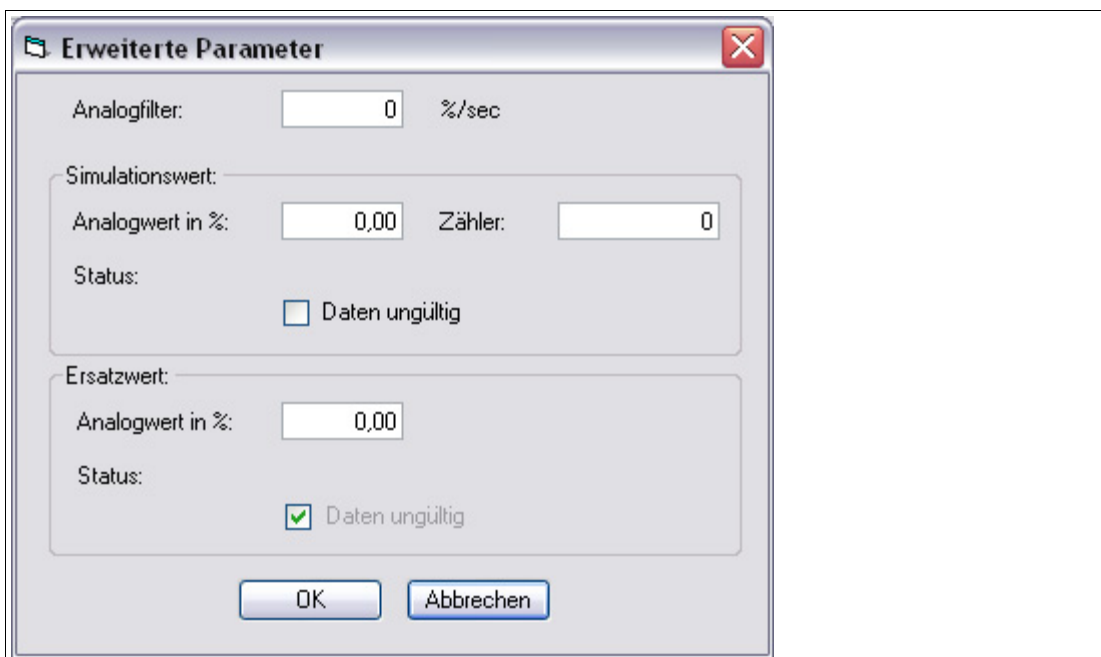 Erweiterte Parameter
Analogfilter: 0 %/sec
Simulationswert:
Analogwert in %: 0,00 Zähler: 0
Status:
Daten ungültig
Ersatzwert:
Analogwert in %: 0,00
Status:
Daten ungültig
OK Abbrechen